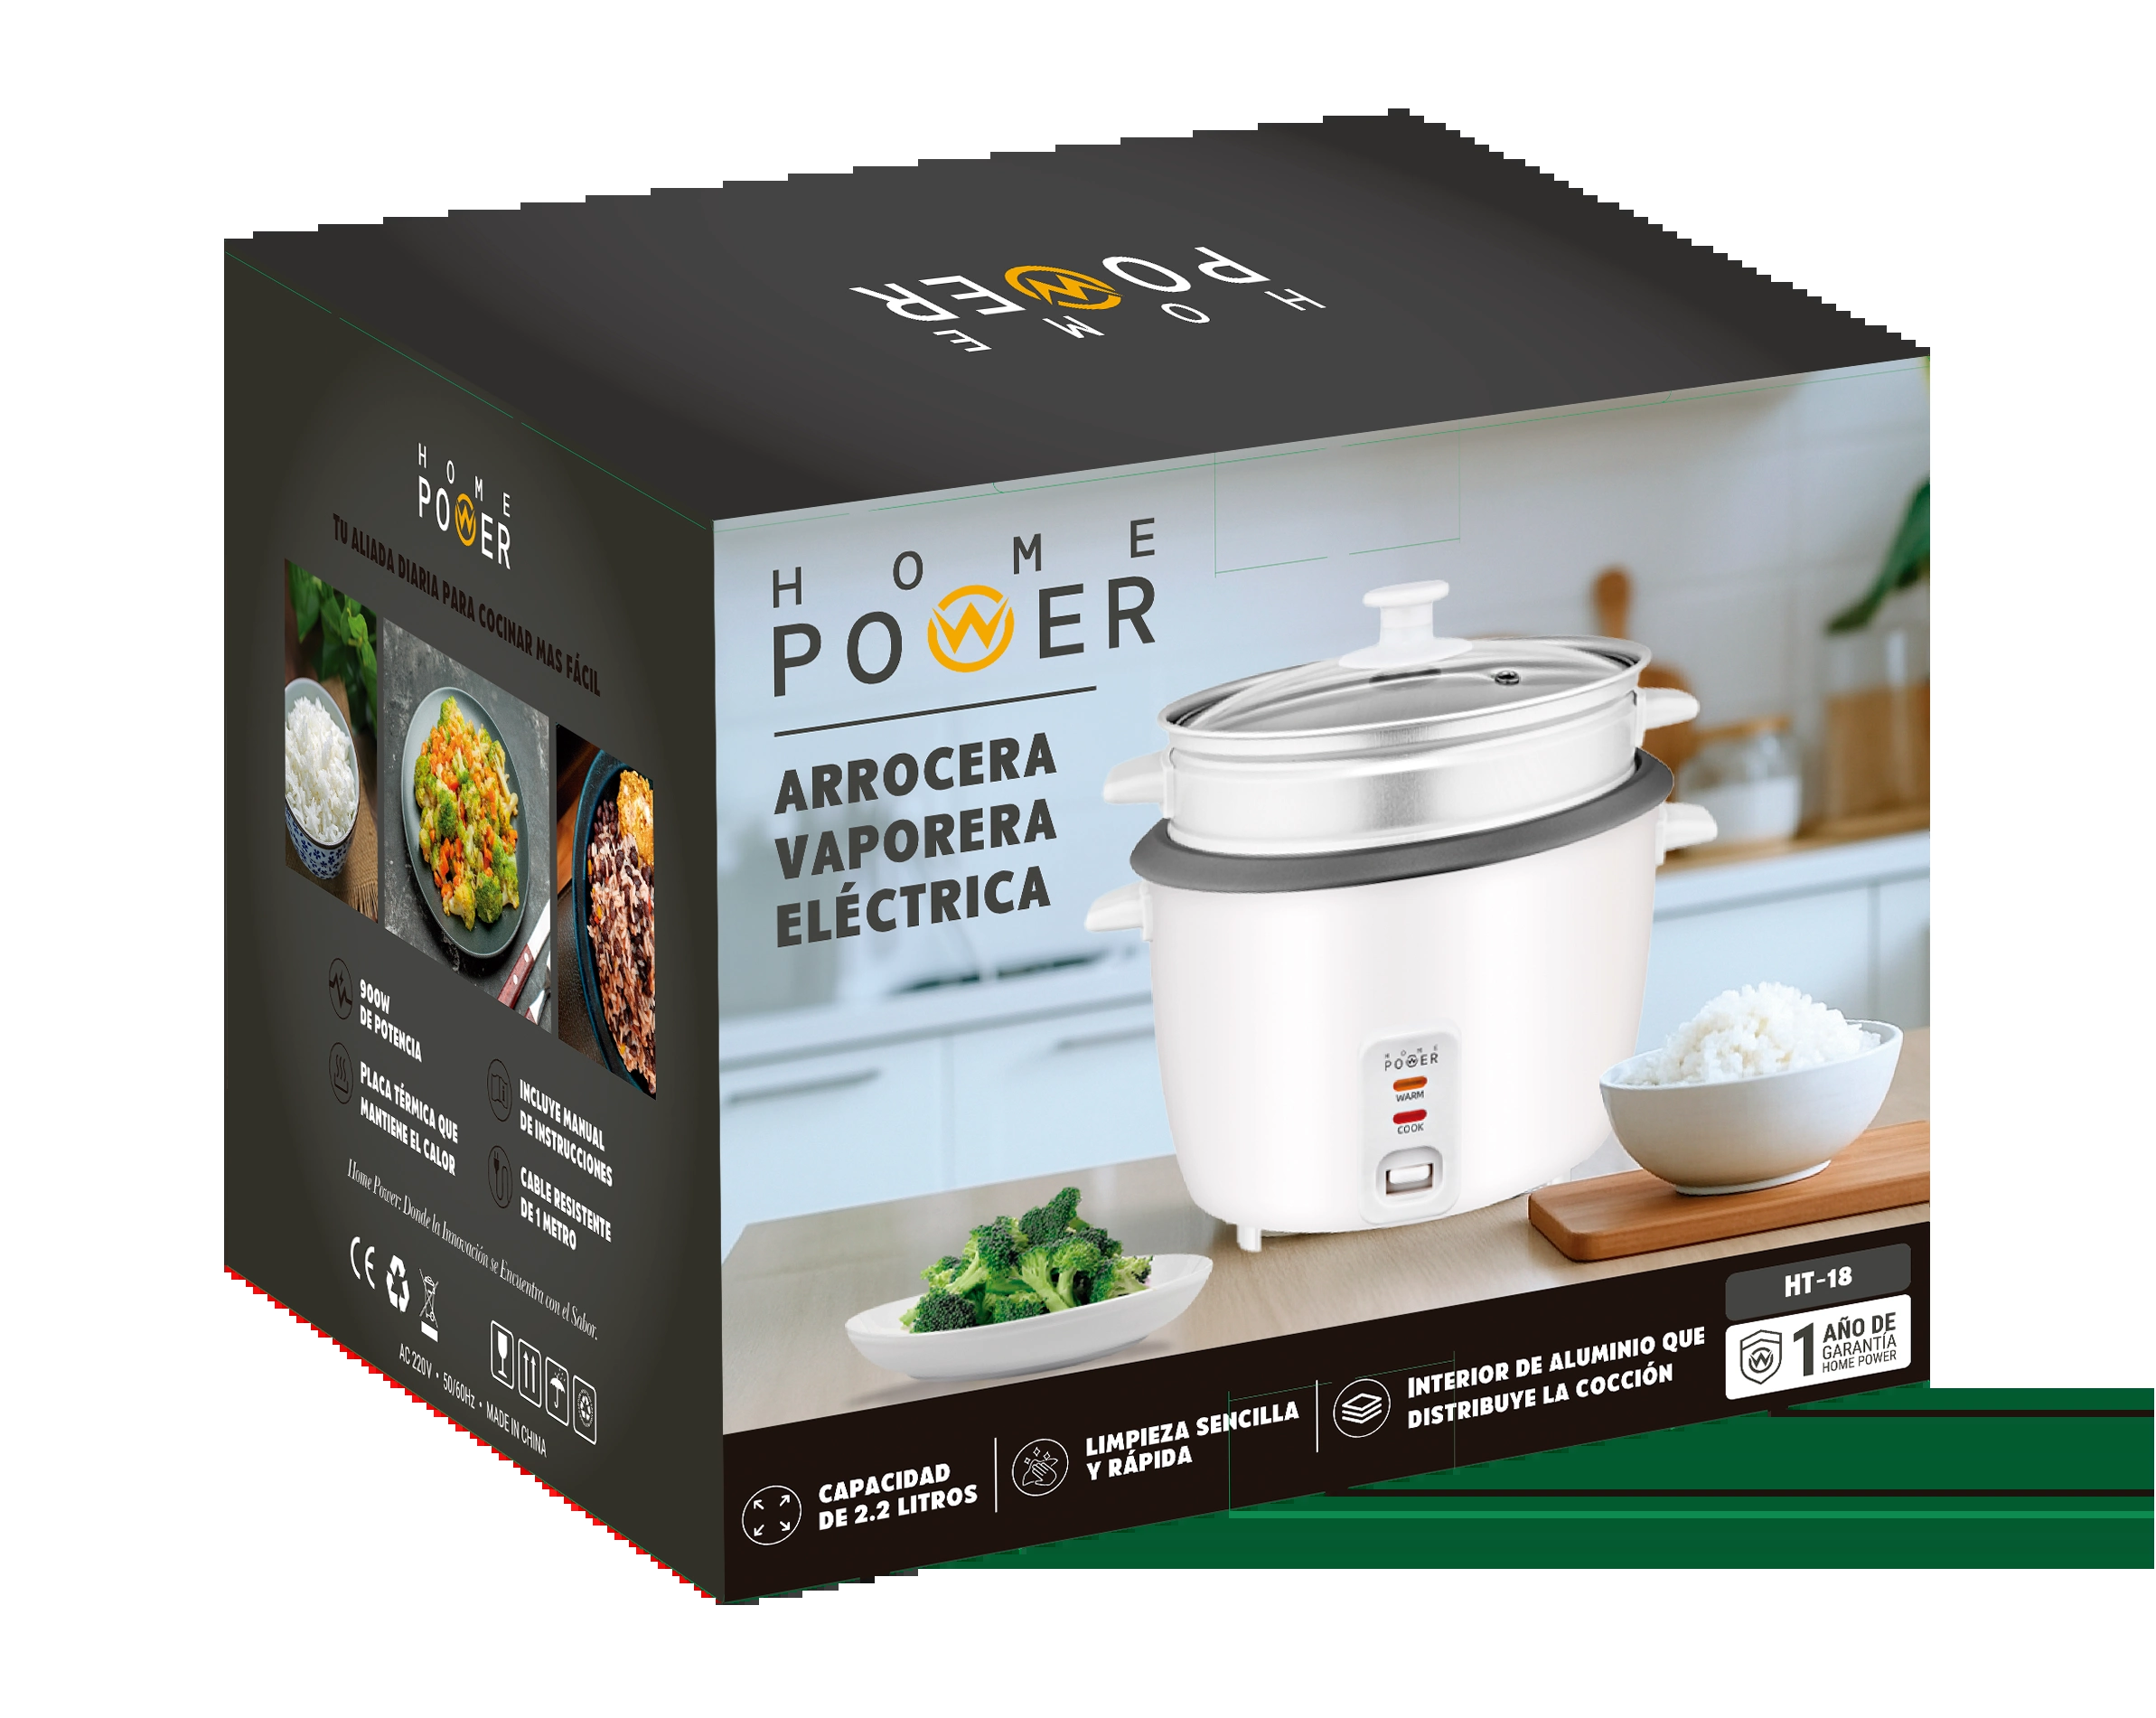 HOME
POWER
HOME
POWER
TU ALIADA DIARIA PARA COCINAR MAS FÁCIL
900W
DE POTENCIA
PLACA TÉRMICA QUE
MANTIENE EL CALOR
INCLUYE MANUAL
DE INSTRUCCIONES
CABLE RESISTENTE
DE 1 METRO
Home Power: Donde la Innovación se Encuentra con el Sabor.
CE
AC 220V • 50/60Hz • MADE IN CHINA
HOME
POWER
ARROCERA
VAPORERA
ELÉCTRICA
HOME
POWER
WARM
COOK
HT-18
1 AÑO DE
GARANTÍA
HOME POWER
CAPACIDAD
DE 2.2 LITROS
LIMPIEZA SENCILLA
Y RÁPIDA
INTERIOR DE ALUMINIO QUE
DISTRIBUYE LA COCCIÓN